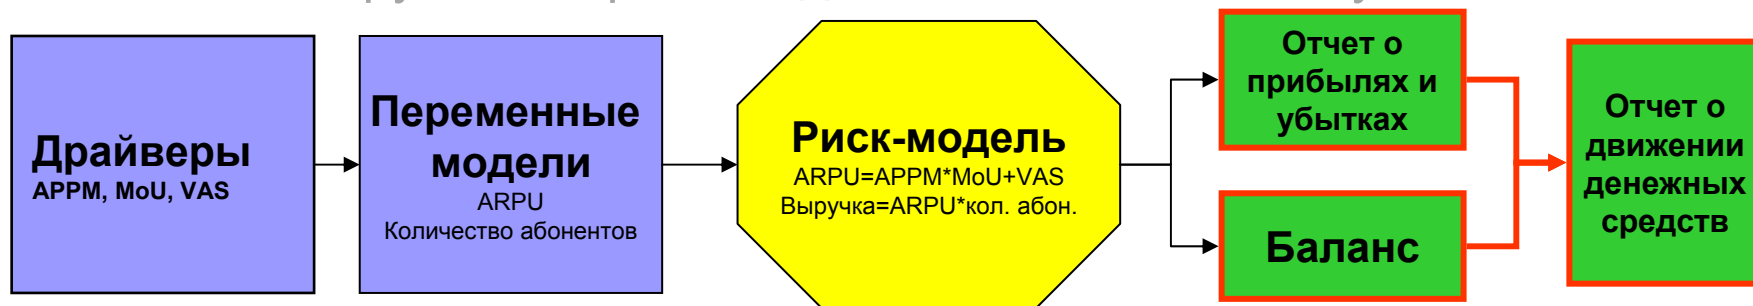 Драйверы
APPM, MoU, VAS
Переменные
модели
ARPU
Количество абонентов
Риск-модель
ARPU=APPM*MoU+VAS
Выручка=ARPU*кол. абон.
Отчет о
прибылях и
убытках
Баланс
Отчет о
движении
денежных
средств